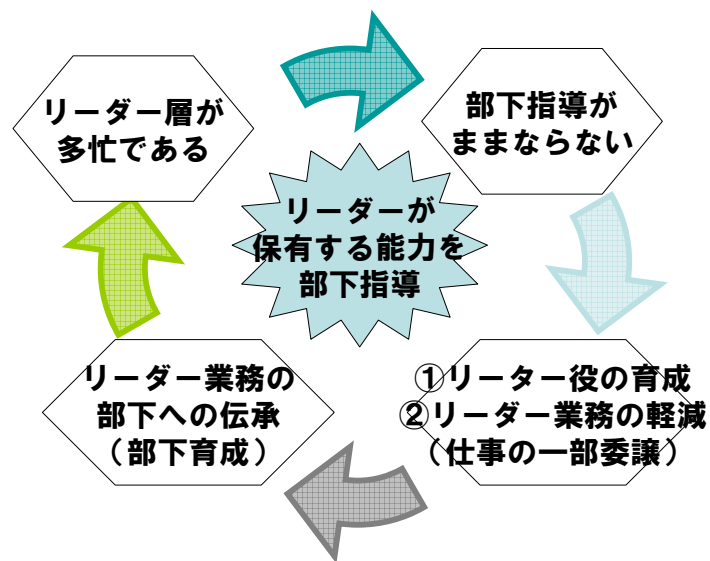 リーダー層が
多忙である
部下指導が
ままならない
リーダーが
保有する能力を
部下指導
①リーター役の育成
②リーダー業務の軽減
（仕事の一部委譲）
リーダー業務の
部下への伝承
（部下育成）